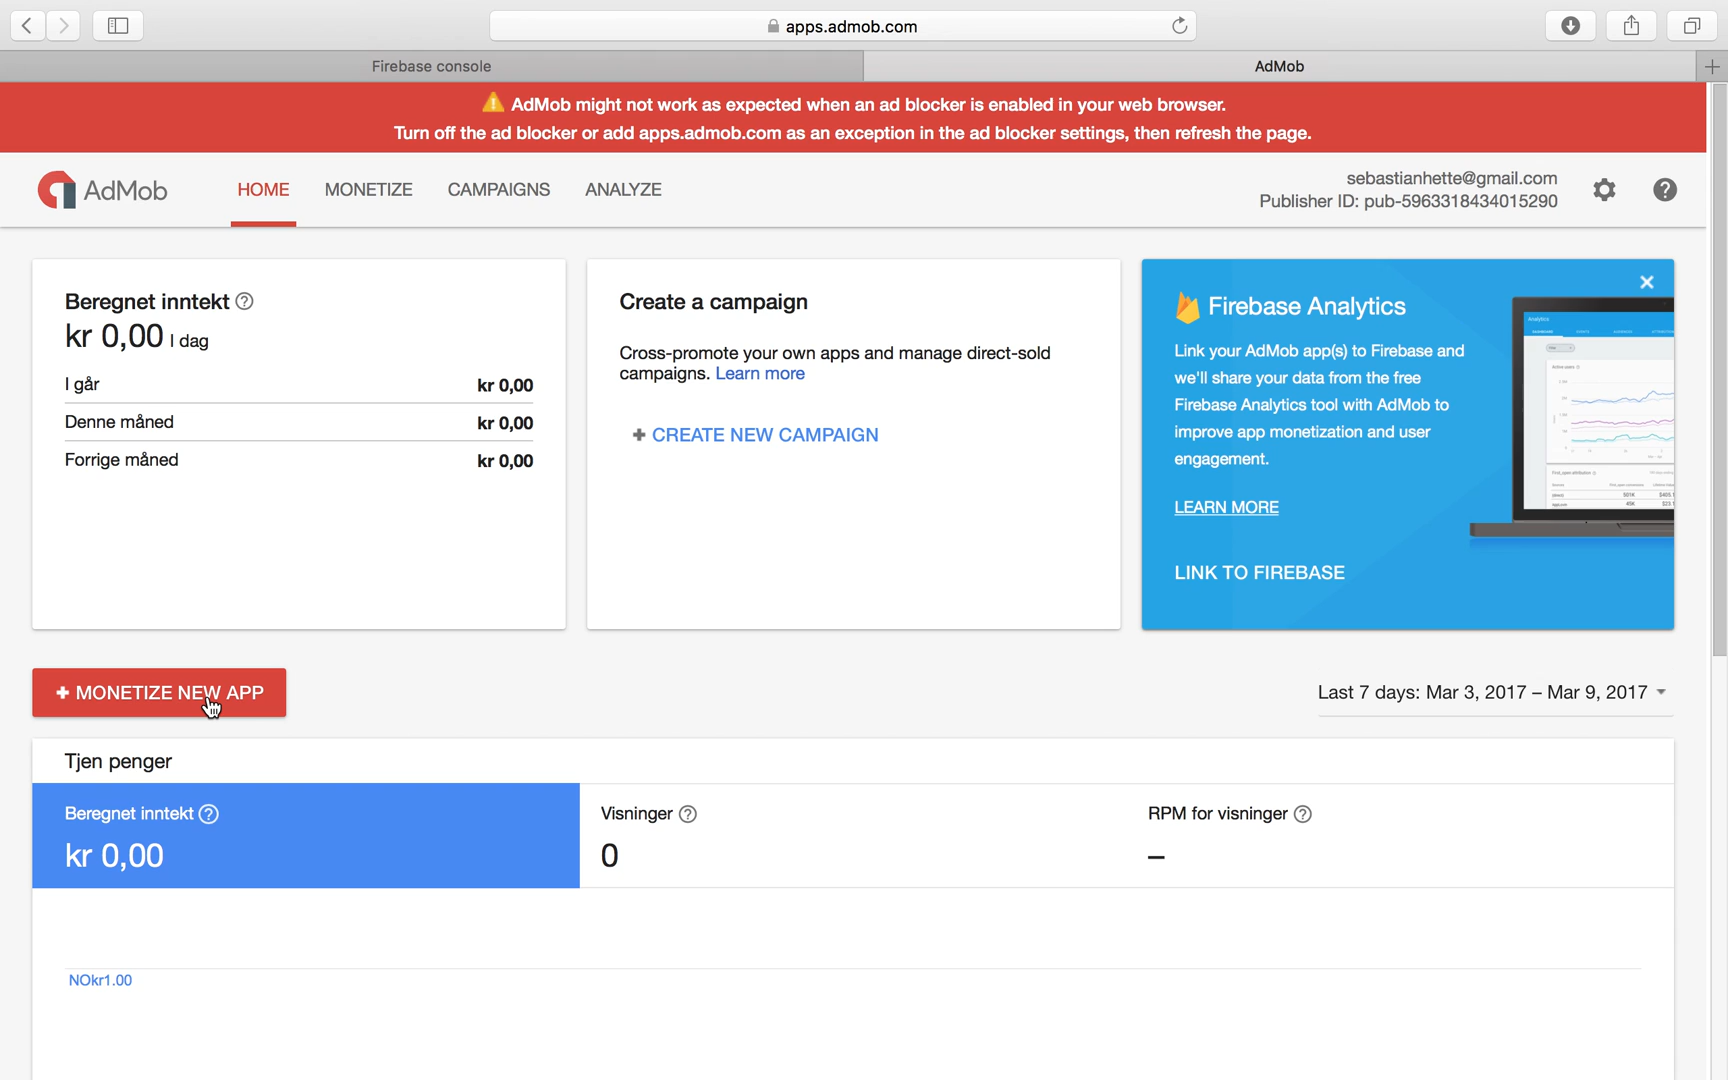 apps.admob.com
Firebase console
AdMob
AdMob might not work as expected when an ad blocker is enabled in your web browser.
Turn off the ad blocker or add apps.admob.com as an exception in the ad blocker settings, then refresh the page.
AdMob
HOME
MONETIZE
CAMPAIGNS
ANALYZE
sebastianhette@gmail.com
Publisher ID: pub-5963318434015290
Beregnet inntekt
kr 0,00 I dag
I går kr 0,00
Denne måned kr 0,00
Forrige måned kr 0,00
Create a campaign
Cross-promote your own apps and manage direct-sold
campaigns. Learn more
+ CREATE NEW CAMPAIGN
Firebase Analytics
Link your AdMob app(s) to Firebase and
we'll share your data from the free
Firebase Analytics tool with AdMob to
improve app monetization and user
engagement.
LEARN MORE
LINK TO FIREBASE
Analytics
+ MONETIZE NEW APP
Last 7 days: Mar 3, 2017 – Mar 9, 2017
Tjen penger
Beregnet inntekt
kr 0,00
Visninger
0
RPM for visninger
–
NOkr1.00